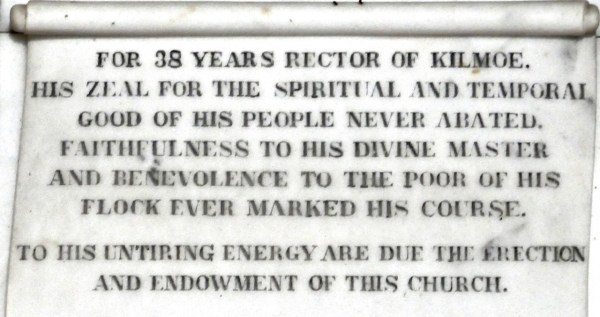 FOR 38 YEARS RECTOR OF KILMOE.
HIS ZEAL FOR THE SPIRITUAL AND TEMPORAL
GOOD OF HIS PEOPLE NEVER ABATED.
FAITHFULNESS TO HIS DIVINE MASTER
AND BENEVOLENCE TO THE POOR OF HIS
FLOCK EVER MARKED HIS COURSE.
TO HIS UNTIRING ENERGY ARE DUE THE ERECTION
AND ENDOWMENT OF THIS CHURCH.